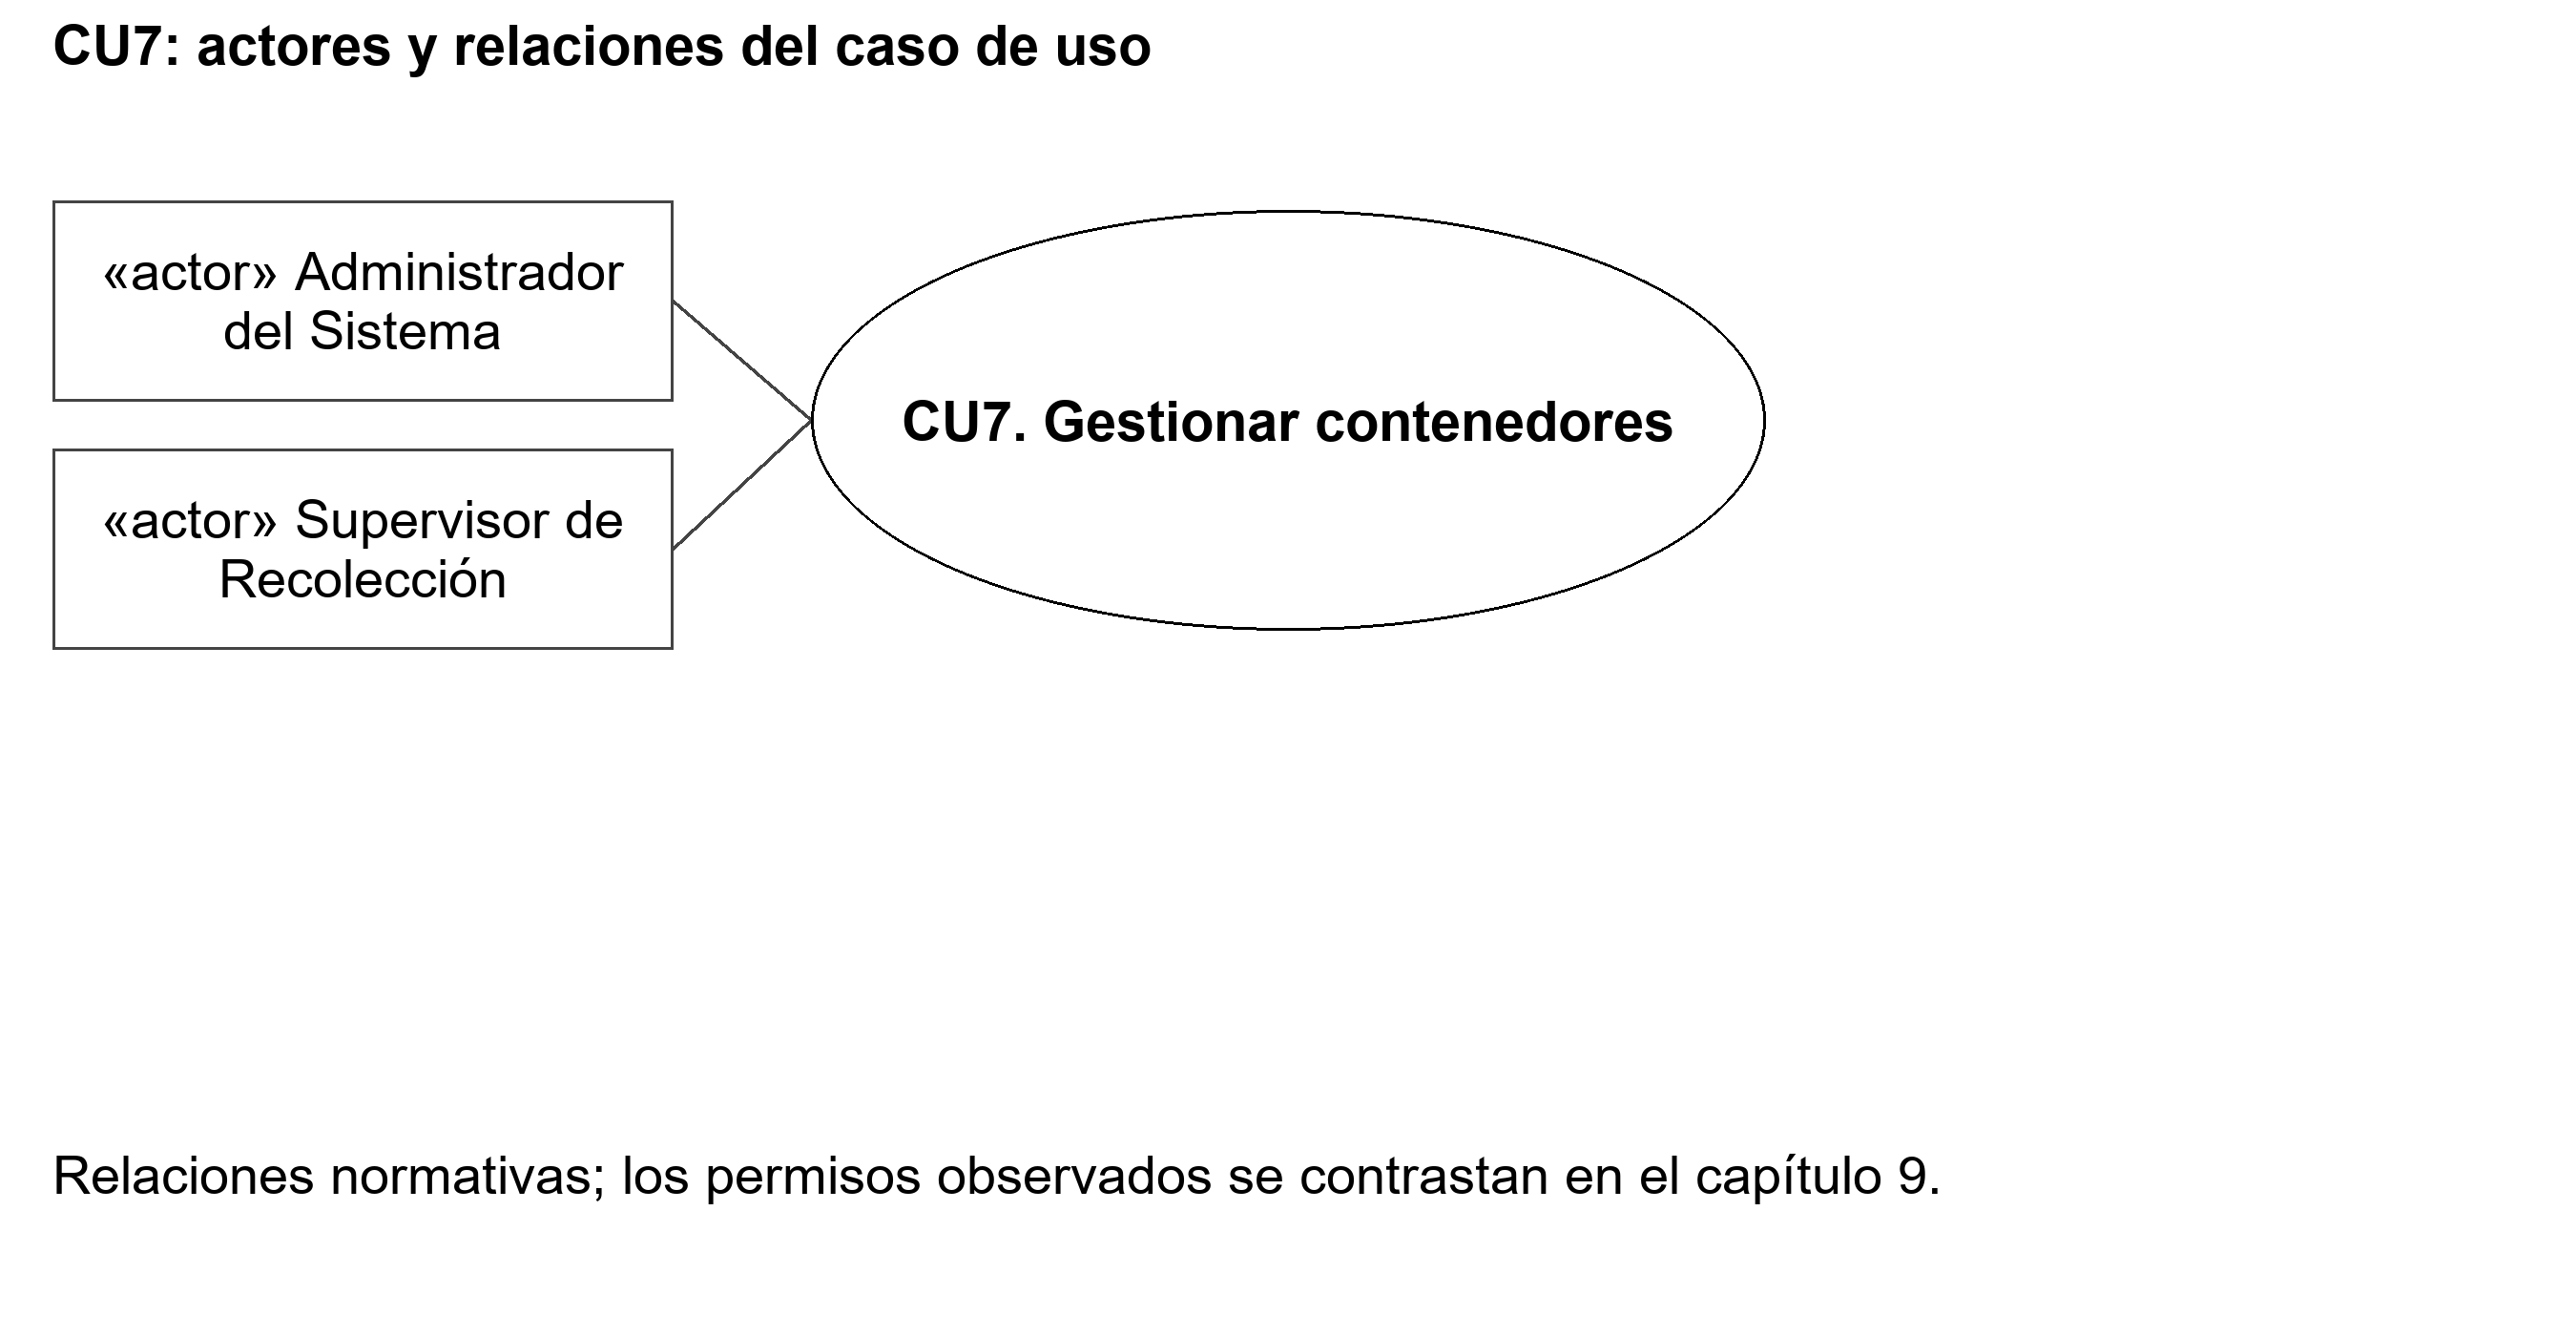 CU7: actores y relaciones del caso de uso
«actor» Administrador
del Sistema
CU7. Gestionar contenedores
«actor» Supervisor de
Recolección
Relaciones normativas; los permisos observados se contrastan en el capítulo 9.